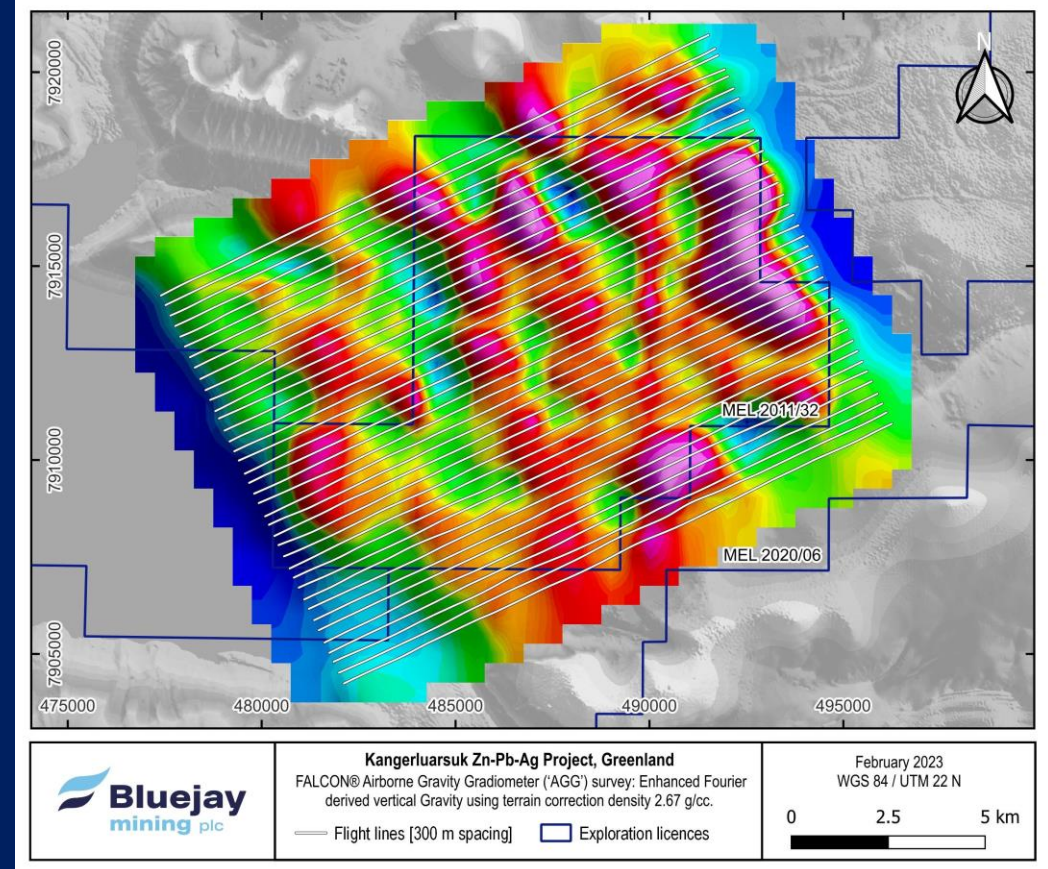 N
7920000
7915000
7910000
7905000
MEL 2011/32
MEL 2020/06
475000
480000
485000
490000
495000
Bluejay
mining plc
Kangerluarsuk Zn-Pb-Ag Project, Greenland
FALCON® Airborne Gravity Gradiometer (‘AGG’) survey: Enhanced Fourier
derived vertical Gravity using terrain correction density 2.67 g/cc.
Flight lines [300 m spacing]
Exploration licences
February 2023
WGS 84 / UTM 22 N
0 2.5 5 km